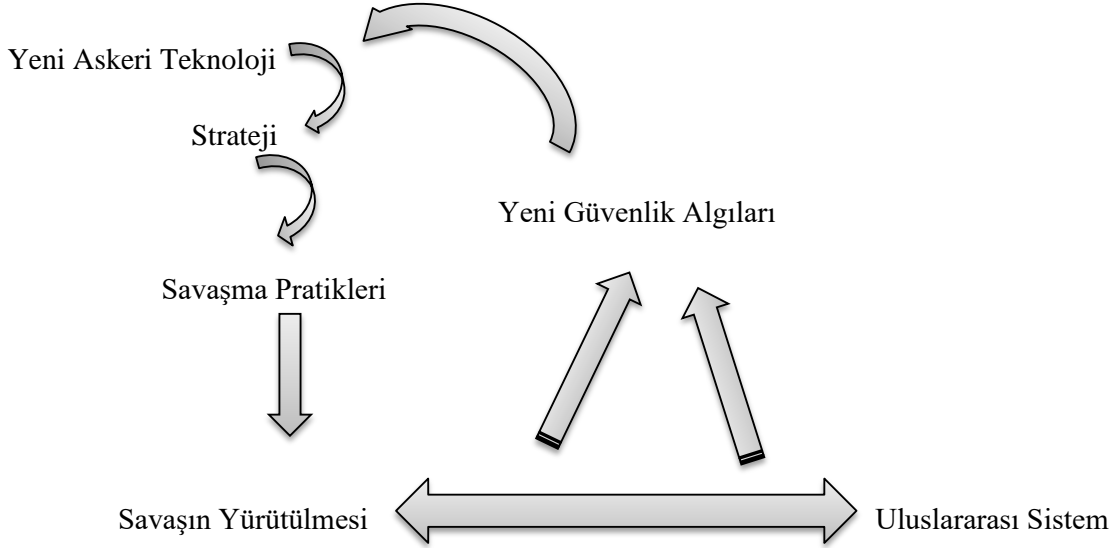 Yeni Askeri Teknoloji
Strateji
Yeni Güvenlik Algıları
Savaşma Pratikleri
Savaşın Yürütülmesi
Uluslararası Sistem